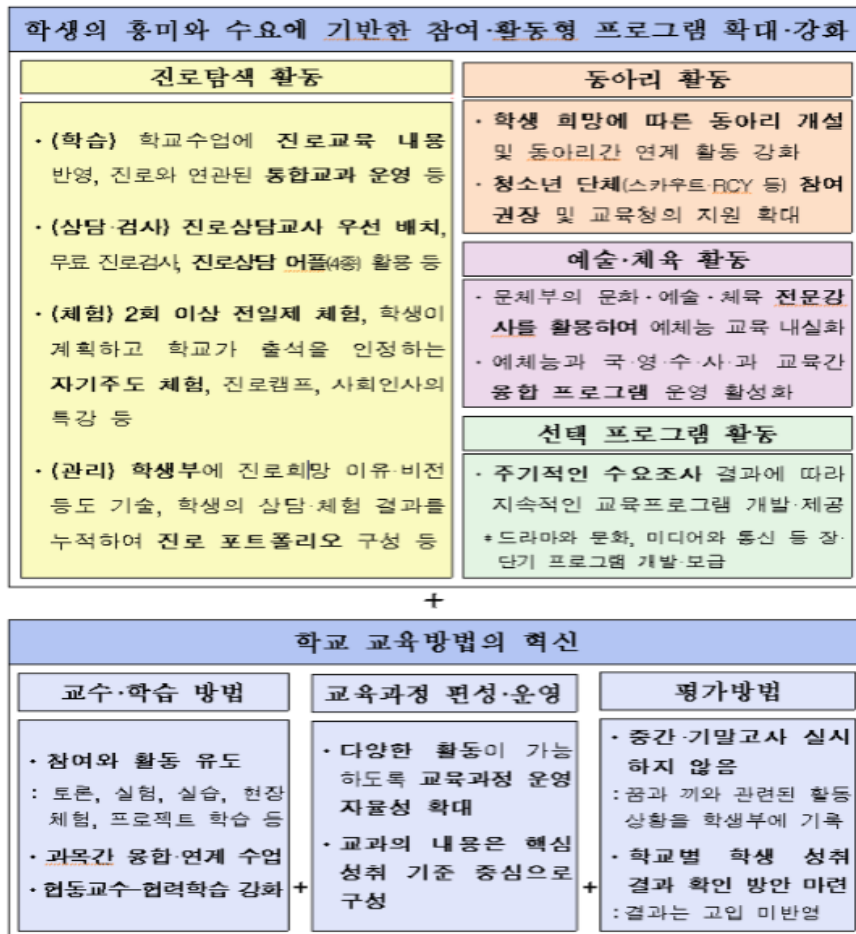 학생의 흥미와 수요에 기반한 참여·활동형 프로그램 확대·강화
진로탐색 활동
· (학습) 학교수업에 진로교육 내용
반영, 진로와 연관된 통합교과 운영 등
· (상담·검사) 진로상담교사 우선 배치,
무료 진로검사, 진로상담 어플(4종) 활용 등
· (체험) 2회 이상 전일제 체험, 학생이
계획하고 학교가 출석을 인정하는
자기주도 체험, 진로캠프, 사회인사의
특강 등
· (관리) 학생부에 진로희망 이유·비전
등도 기술, 학생의 상담·체험 결과를
누적하여 진로 포트폴리오 구성 등
동아리 활동
· 학생 희망에 따른 동아리 개설
및 동아리간 연계 활동 강화
· 청소년 단체(스카우트·RCY 등) 참여
권장 및 교육청의 지원 확대
예술·체육 활동
· 문체부의 문화·예술·체육 전문강
사를 활용하여 예체능 교육 내실화
· 예체능과 국·영·수·사·과 교육간
융합 프로그램 운영 활성화
선택 프로그램 활동
· 주기적인 수요조사 결과에 따라
지속적인 교육프로그램 개발·제공
* 드라마와 문화, 미디어와 통신 등 장·
단기 프로그램 개발·보급
+
학교 교육방법의 혁신
교수·학습 방법
· 참여와 활동 유도
: 토론, 실험, 실습, 현장
체험, 프로젝트 학습 등
· 과목간 융합·연계 수업
· 협동교수-협력학습 강화
+
교육과정 편성·운영
· 다양한 활동이 가능
하도록 교육과정 운영
자율성 확대
· 교과의 내용은 핵심
성취 기준 중심으로
구성
+
평가방법
· 중간·기말고사 실시
하지 않음
: 꿈과 끼와 관련된 활동
상황을 학생부에 기록
· 학교별 학생 성취
결과 확인 방안 마련
: 결과는 고입 미반영